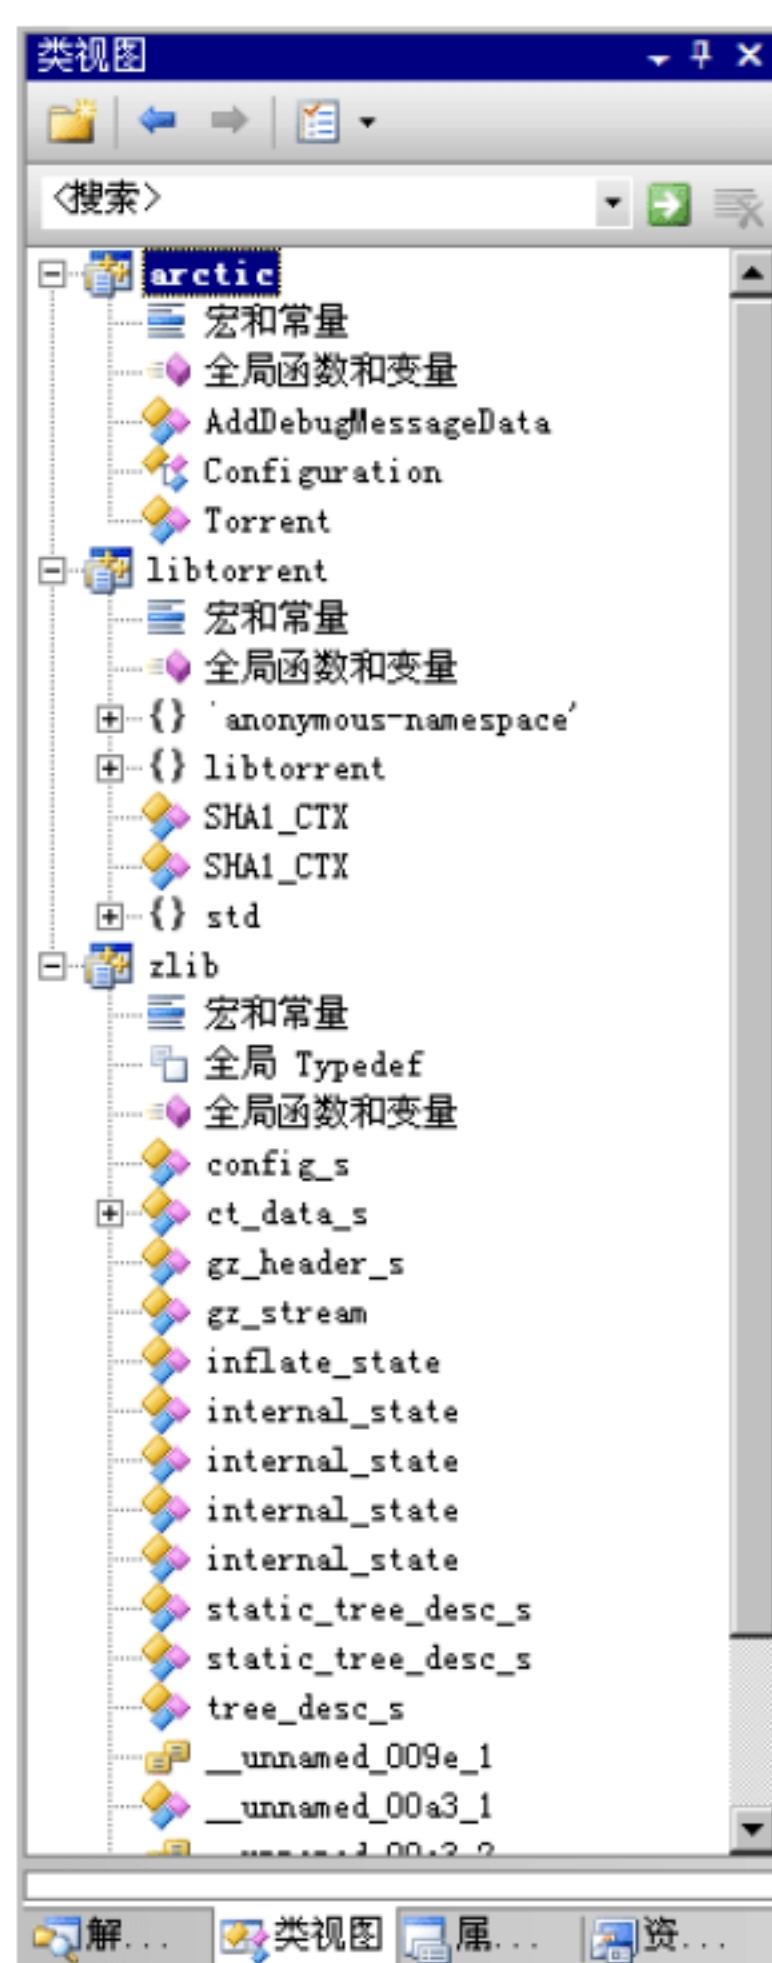 类视图
<搜索>
arctic
宏和常量
全局函数和变量
AddDebugMessageData
Configuration
Torrent
libtorrent
宏和常量
全局函数和变量
{} `anonymous-namespace'
{} libtorrent
SHA1_CTX
SHA1_CTX
{} std
zlib
宏和常量
全局 Typedef
全局函数和变量
config_s
ct_data_s
gz_header_s
gz_stream
inflate_state
internal_state
internal_state
internal_state
internal_state
static_tree_desc_s
static_tree_desc_s
tree_desc_s
__unnamed_009e_1
__unnamed_00a3_1
解... 类视图 属... 资...